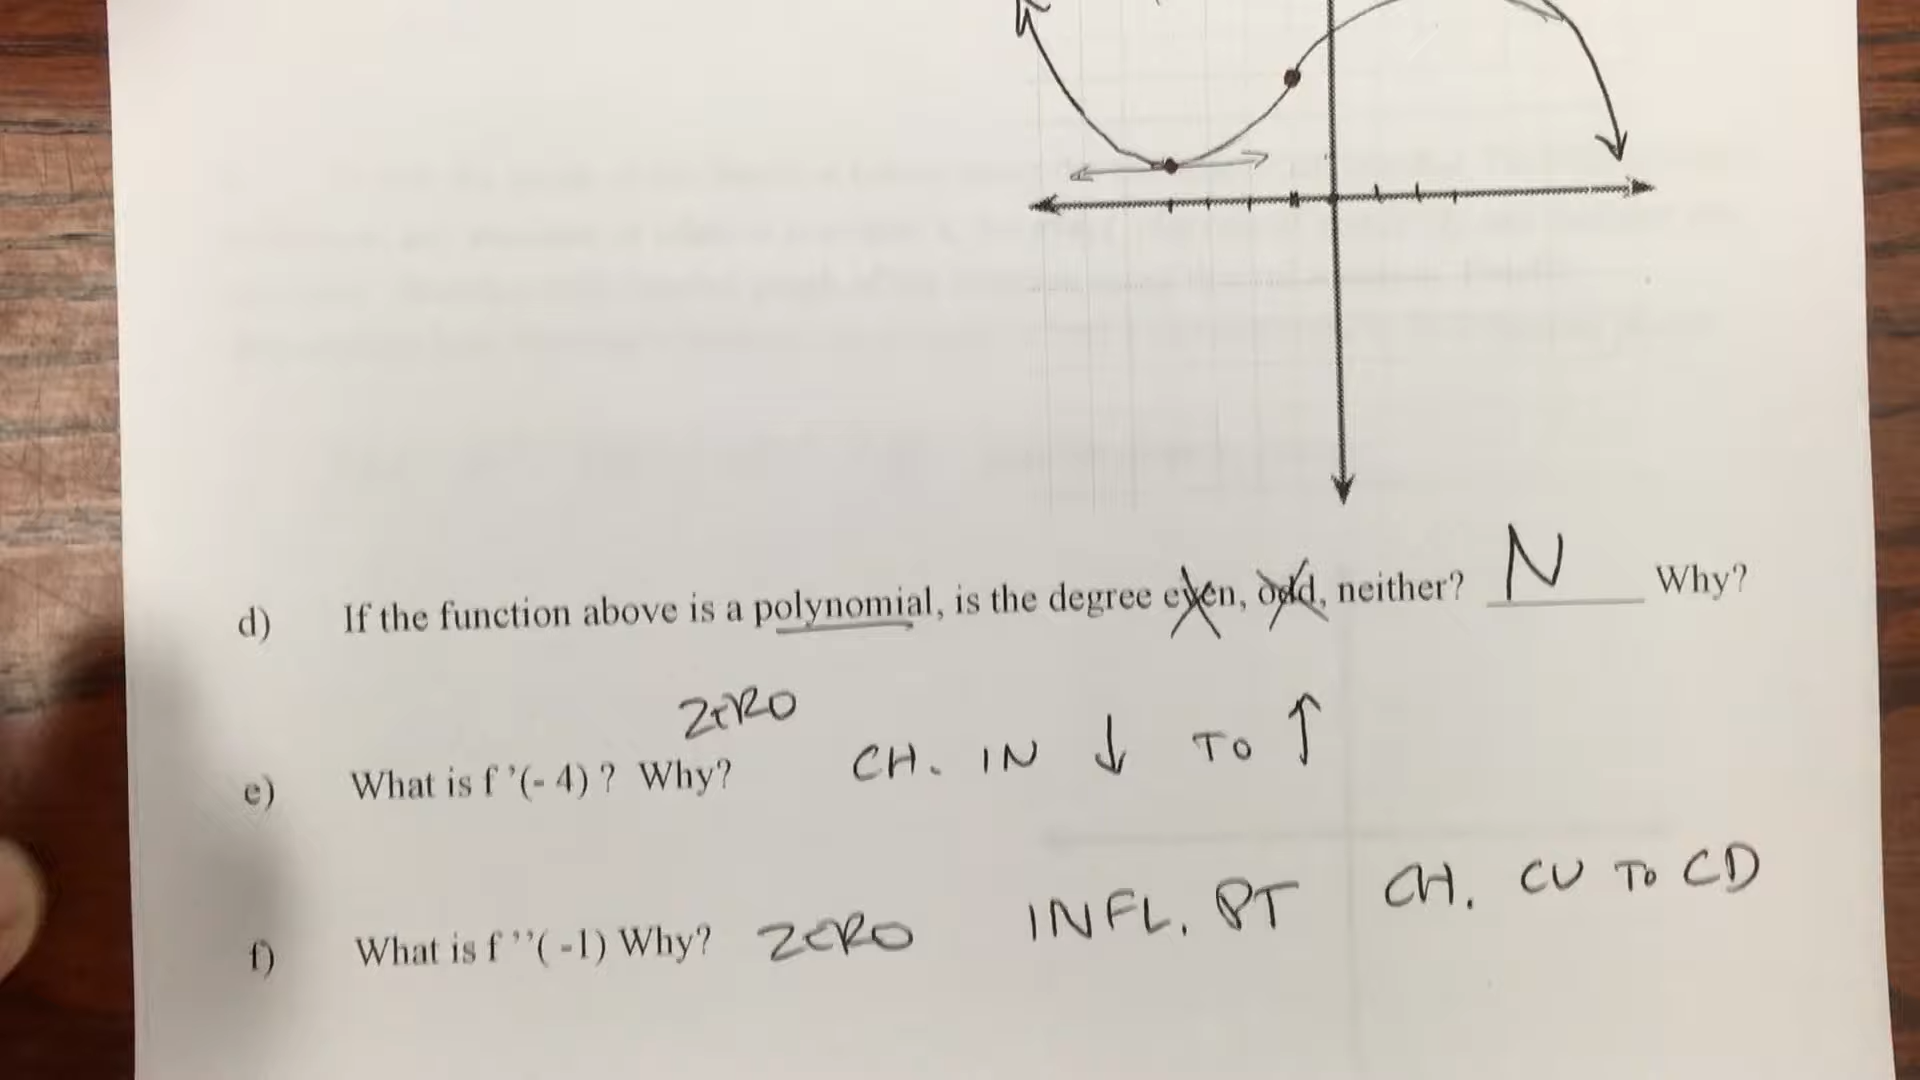 d) If the function above is a polynomial, is the degree even, odd, neither? N Why?
ZERO
e) What is f ’(- 4) ? Why? CH. IN ↓ TO ↑
f) What is f ’’( -1) Why? ZERO INFL. PT CH. CU TO CD